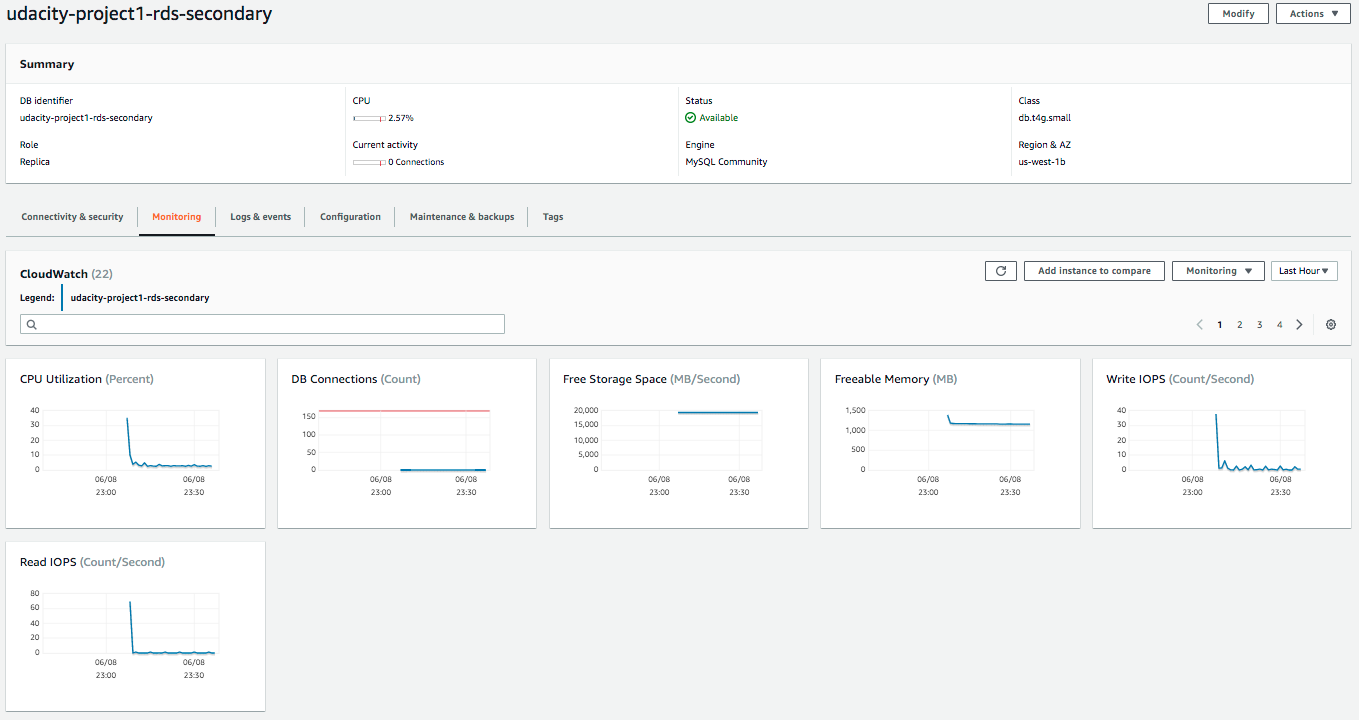 udacity-project1-rds-secondary
Modify
Actions ▼
Summary
DB identifier
udacity-project1-rds-secondary
CPU
2.57%
Status
Available
Class
db.t4g.small
Role
Replica
Current activity
0 Connections
Engine
MySQL Community
Region & AZ
us-west-1b
Connectivity & security
Monitoring
Logs & events
Configuration
Maintenance & backups
Tags
CloudWatch (22)
Add instance to compare
Monitoring ▼
Last Hour▼
Legend:
udacity-project1-rds-secondary
1 2 3 4
CPU Utilization (Percent)
40
30
20
10
0
06/08 06/08
23:00 23:30
DB Connections (Count)
150
100
50
0
06/08 06/08
23:00 23:30
Free Storage Space (MB/Second)
20,000
15,000
10,000
5,000
0
06/08 06/08
23:00 23:30
Freeable Memory (MB)
1,500
1,000
500
0
06/08 06/08
23:00 23:30
Write IOPS (Count/Second)
40
30
20
10
0
06/08 06/08
23:00 23:30
Read IOPS (Count/Second)
80
60
40
20
0
06/08 06/08
23:00 23:30